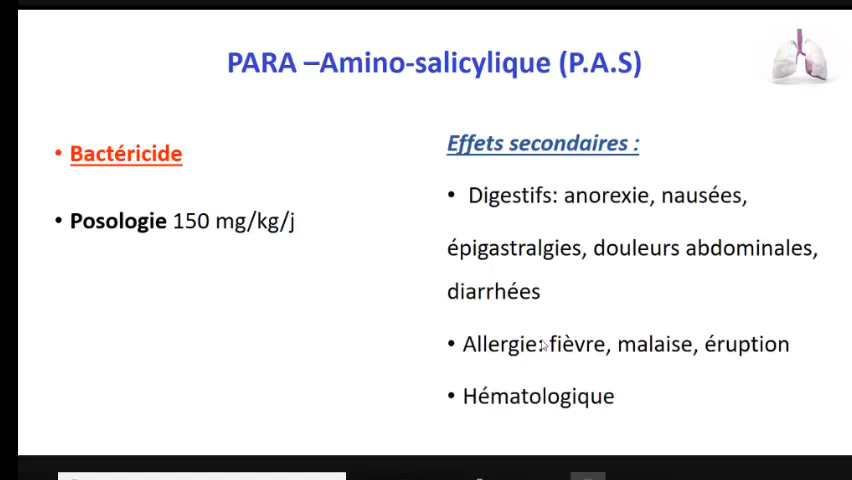 PARA –Amino-salicylique (P.A.S)
• Bactéricide
• Posologie 150 mg/kg/j
Effets secondaires :
• Digestifs: anorexie, nausées,
épigastralgies, douleurs abdominales,
diarrhées
• Allergie: fièvre, malaise, éruption
• Hématologique